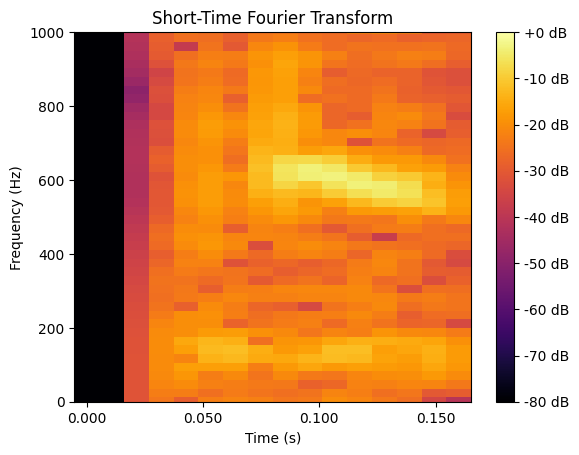 Short-Time Fourier Transform
1000
800
600
400
200
0
Frequency (Hz)
0.000
0.050
0.100
0.150
Time (s)
+0 dB
-10 dB
-20 dB
-30 dB
-40 dB
-50 dB
-60 dB
-70 dB
-80 dB